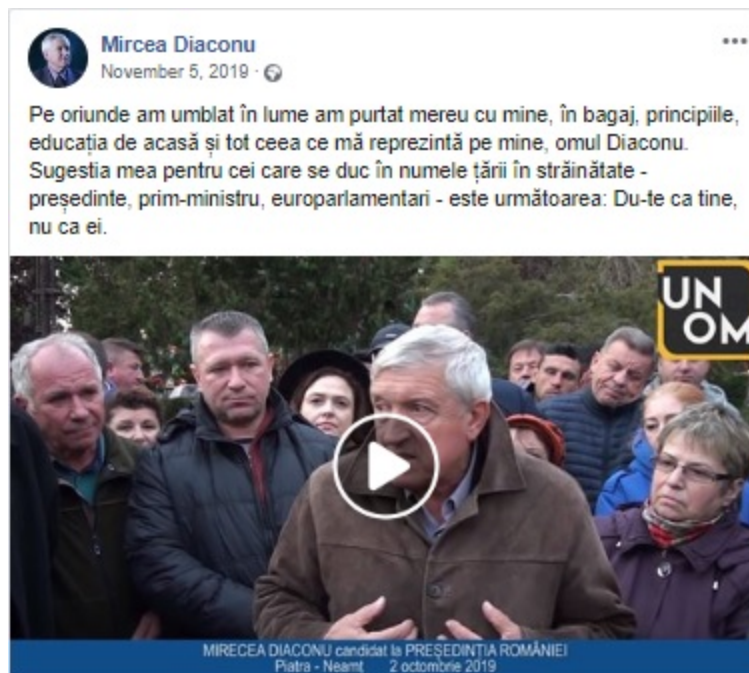 Mircea Diaconu
November 5, 2019 ·
Pe oriunde am umblat în lume am purtat mereu cu mine, în bagaj, principiile,
educația de acasă și tot ceea ce mă reprezintă pe mine, omul Diaconu.
Sugestia mea pentru cei care se duc în numele țării în străinătate -
președinte, prim-ministru, europarlamentari - este următoarea: Du-te ca tine,
nu ca ei.
UN
OM
MIRECEA DIACONU candidat la PREȘEDINȚIA ROMÂNIEI
Piatra - Neamț 2 octombrie 2019